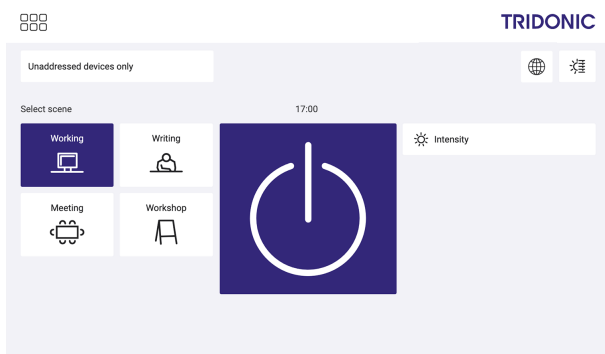 TRIDONIC
Unaddressed devices only
Select scene
17:00
Working
Writing
Intensity
Meeting
Workshop